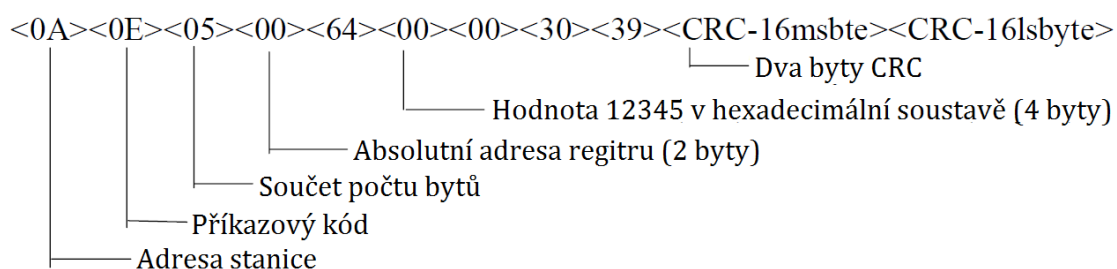 <0A><0E><05><00><64><00><00><30><39><CRC-16msbte><CRC-16lsbyte>
Dva byty CRC
Hodnota 12345 v hexadecimální soustavě (4 byty)
Absolutní adresa regitru (2 byty)
Součet počtu bytů
Příkazový kód
Adresa stanice